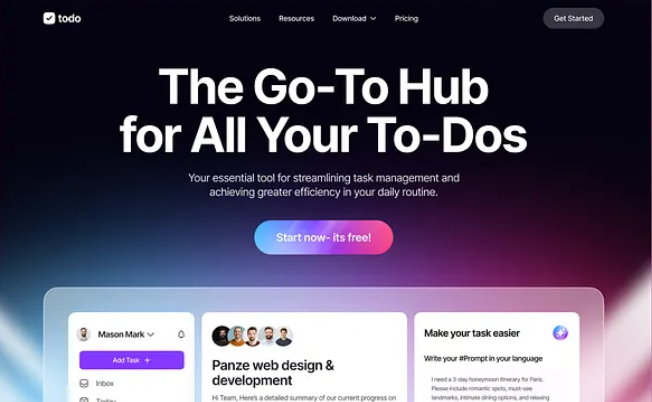 todo
Solutions
Resources
Download
Pricing
Get Started
The Go-To Hub
for All Your To-Dos
Your essential tool for streamlining task management and
achieving greater efficiency in your daily routine.
Start now- its free!
Mason Mark
Add Task +
Inbox
Today
Panze web design &
development
Hi Team, Here's a detailed summary of our current progress on
Make your task easier
Write your #Prompt in your language
I need a 3-day honeymoon itinerary for Paris.
Please include romantic spots, must-see
landmarks, intimate dining options, and relaxing